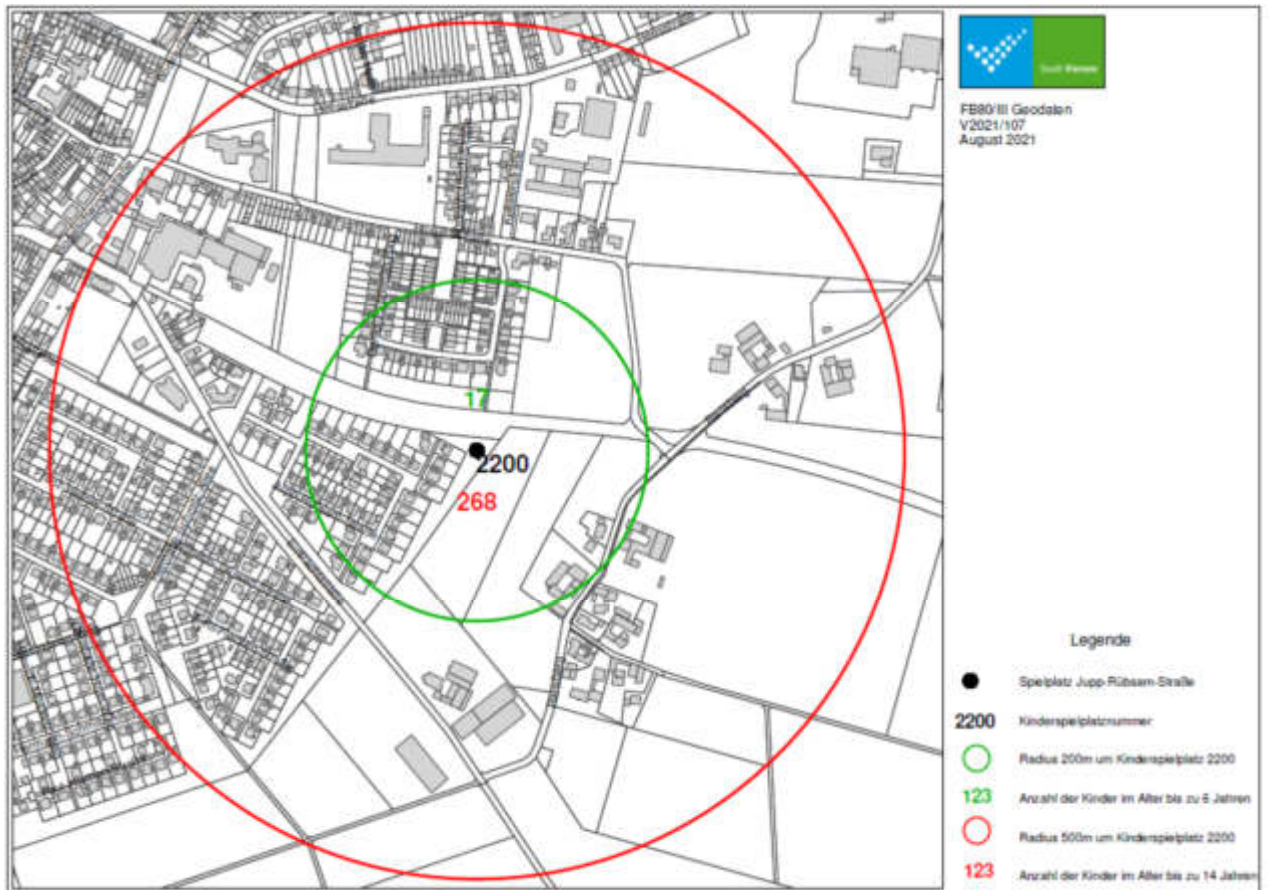 Stadt Viersen
FB80/III Geodaten
V2021/107
August 2021
17
2200
268
Legende
Spielplatz Jupp-Rübsam-Straße
2200 Kinderspielplatznummer
Radius 200m um Kinderspielplatz 2200
123 Anzahl der Kinder im Alter bis zu 6 Jahren
Radius 500m um Kinderspielplatz 2200
123 Anzahl der Kinder im Alter bis zu 14 Jahren